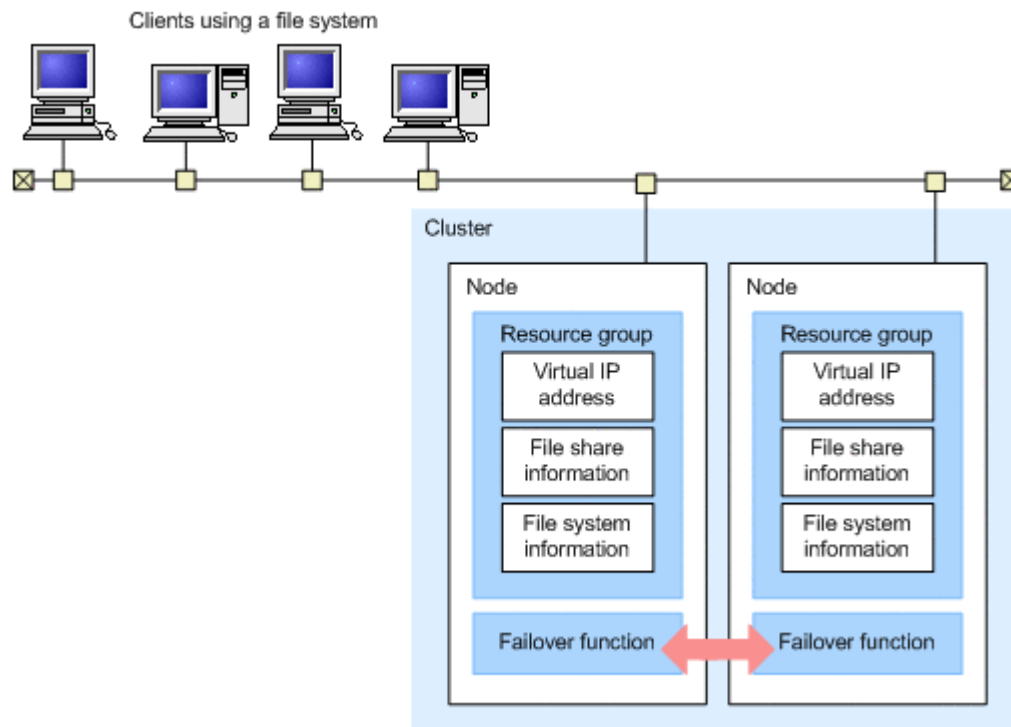 Clients using a file system
Cluster
Node
Resource group
Virtual IP
address
File share
information
File system
information
Failover function
Node
Resource group
Virtual IP
address
File share
information
File system
information
Failover function